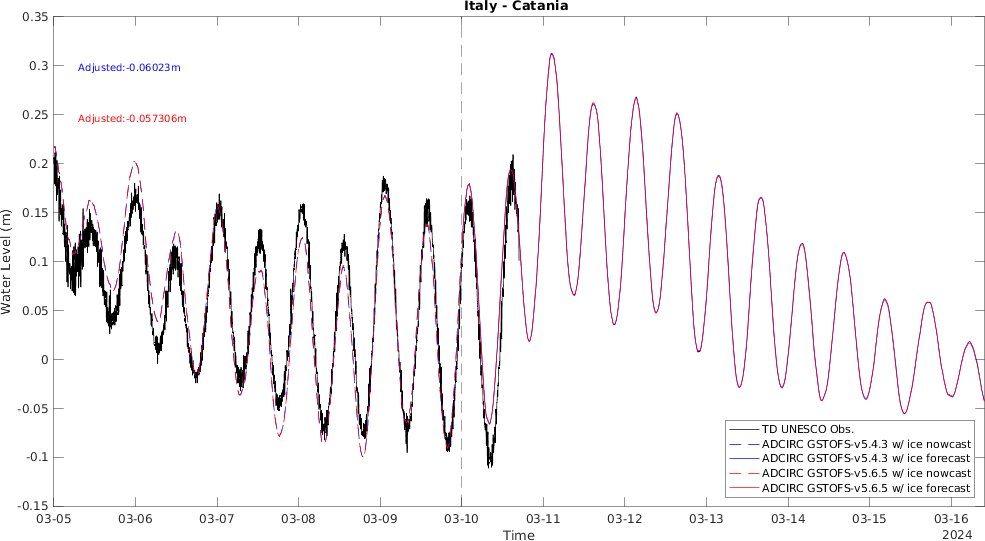 Italy - Catania
0.35
0.3
0.25
0.2
0.15
0.1
0.05
0
-0.05
-0.1
-0.15
Water Level (m)
Adjusted:-0.06023m
Adjusted:-0.057306m
TD UNESCO Obs.
ADCIRC GSTOFS-v5.4.3 w/ ice nowcast
ADCIRC GSTOFS-v5.4.3 w/ ice forecast
ADCIRC GSTOFS-v5.6.5 w/ ice nowcast
ADCIRC GSTOFS-v5.6.5 w/ ice forecast
03-05 03-06 03-07 03-08 03-09 03-10 03-11 03-12 03-13 03-14 03-15 03-16
Time 2024